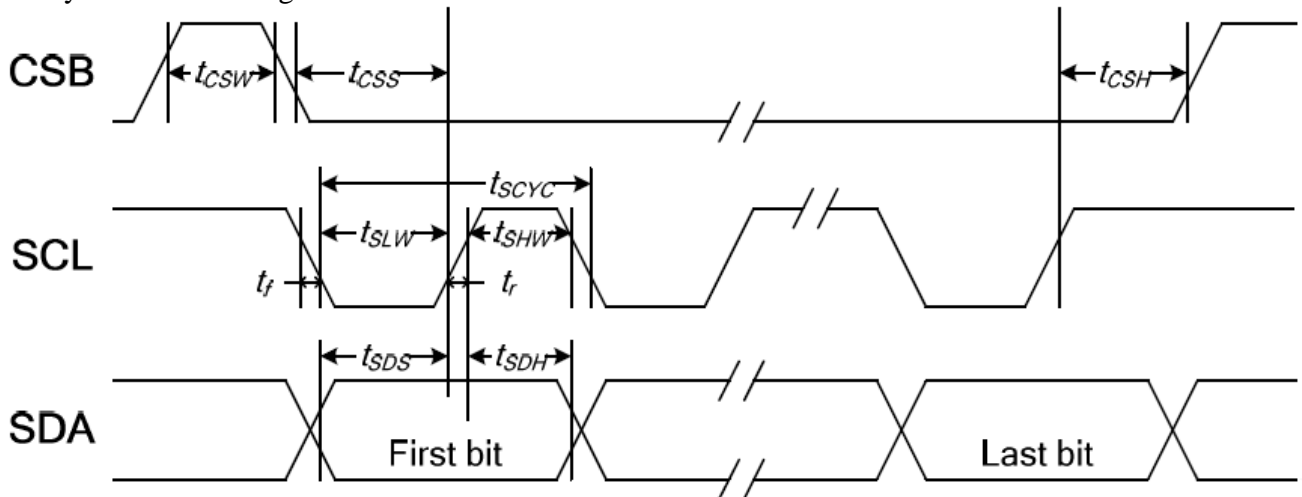 CSB
tCSW
tCSS
tCSH
tSCYC
SCL
tSLW
tSHW
tf
tr
tSDS
tSDH
SDA
First bit
Last bit